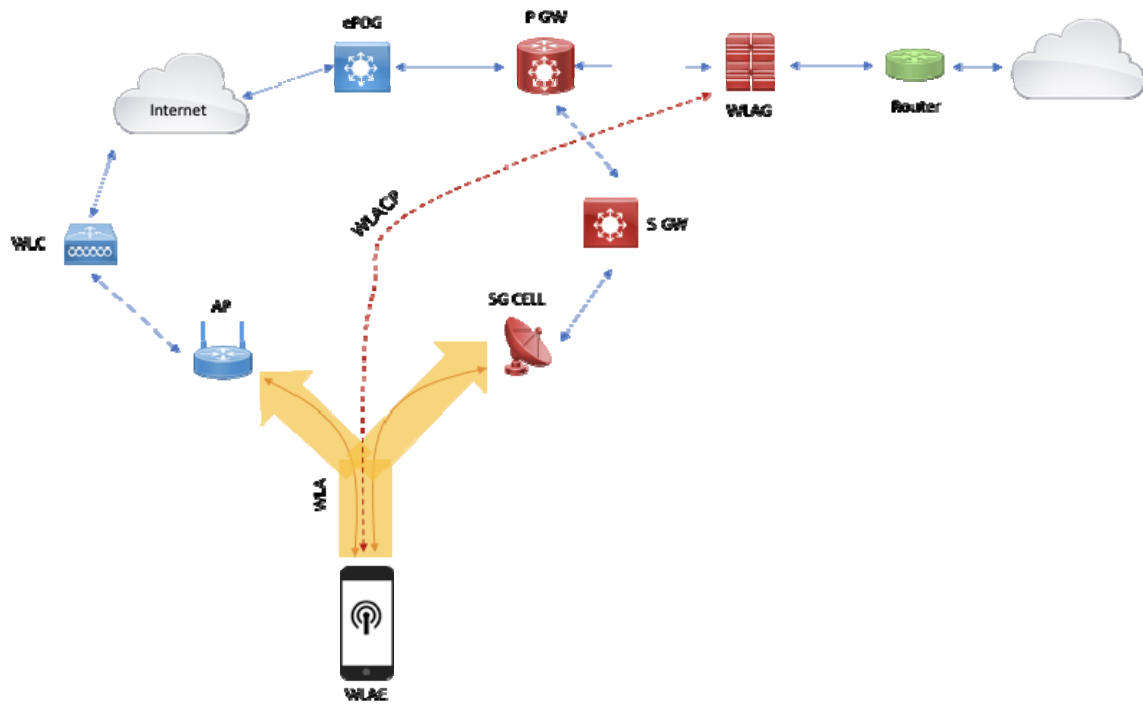 ePDG
P GW
Internet
WLAG
Router
WLACP
WLC
S GW
AP
5G CELL
WLA
WLAE